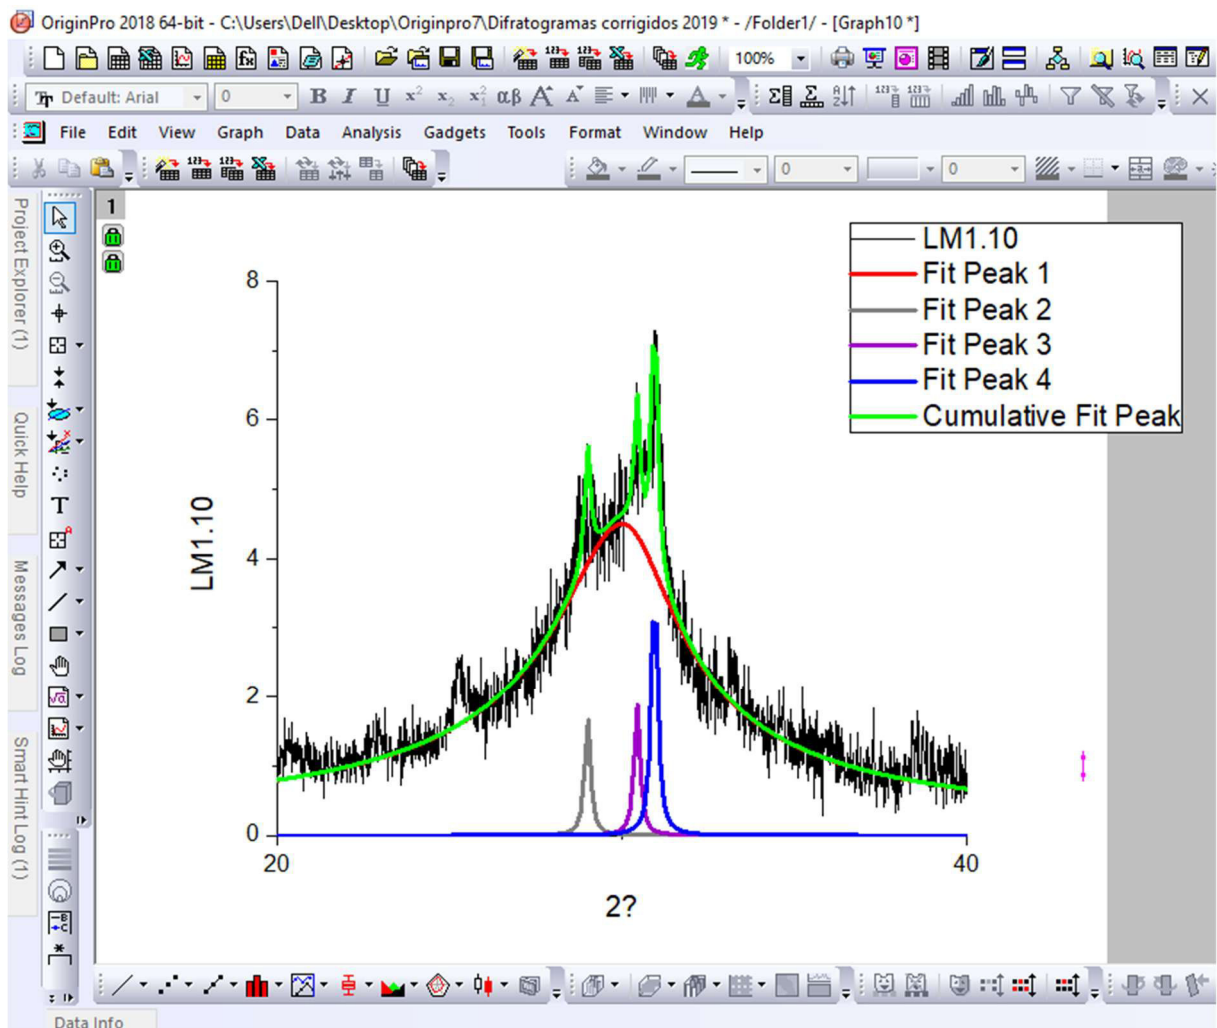 OriginPro 2018 64-bit - C:\Users\Dell\Desktop\Originpro7\Difratogramas corrigidos 2019 * - /Folder1/ - [Graph10 *]
100%
Default: Arial 0 B I U x² x₂ αβ A A
File Edit View Graph Data Analysis Gadgets Tools Format Window Help
0 0
Project Explorer (1)
Quick Help
Messages Log
Smart Hint Log (1)
T
1
LM1.10
Fit Peak 1
Fit Peak 2
Fit Peak 3
Fit Peak 4
Cumulative Fit Peak
8
6
4
2
0
LM1.10
20 40
2?
Data Info